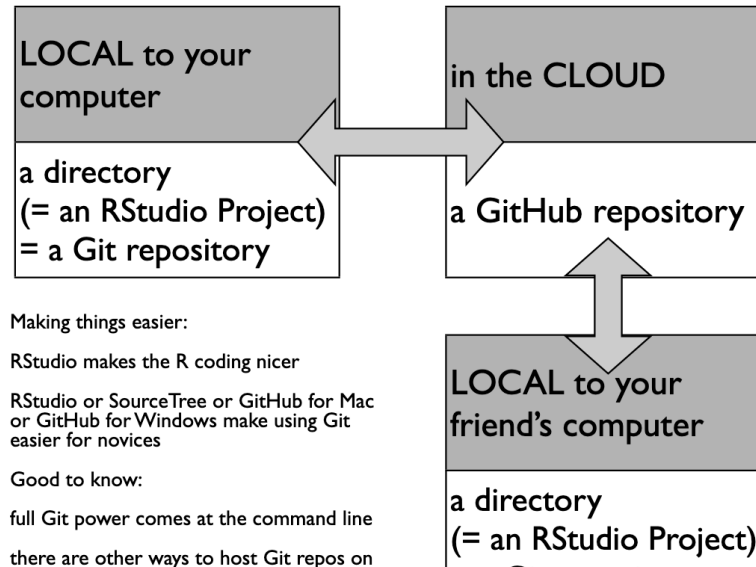 LOCAL to your
computer
a directory
(= an RStudio Project)
= a Git repository
in the CLOUD
a GitHub repository
Making things easier:
RStudio makes the R coding nicer
RStudio or SourceTree or GitHub for Mac
or GitHub for Windows make using Git
easier for novices
Good to know:
full Git power comes at the command line
there are other ways to host Git repos on
LOCAL to your
friend's computer
a directory
(= an RStudio Project)